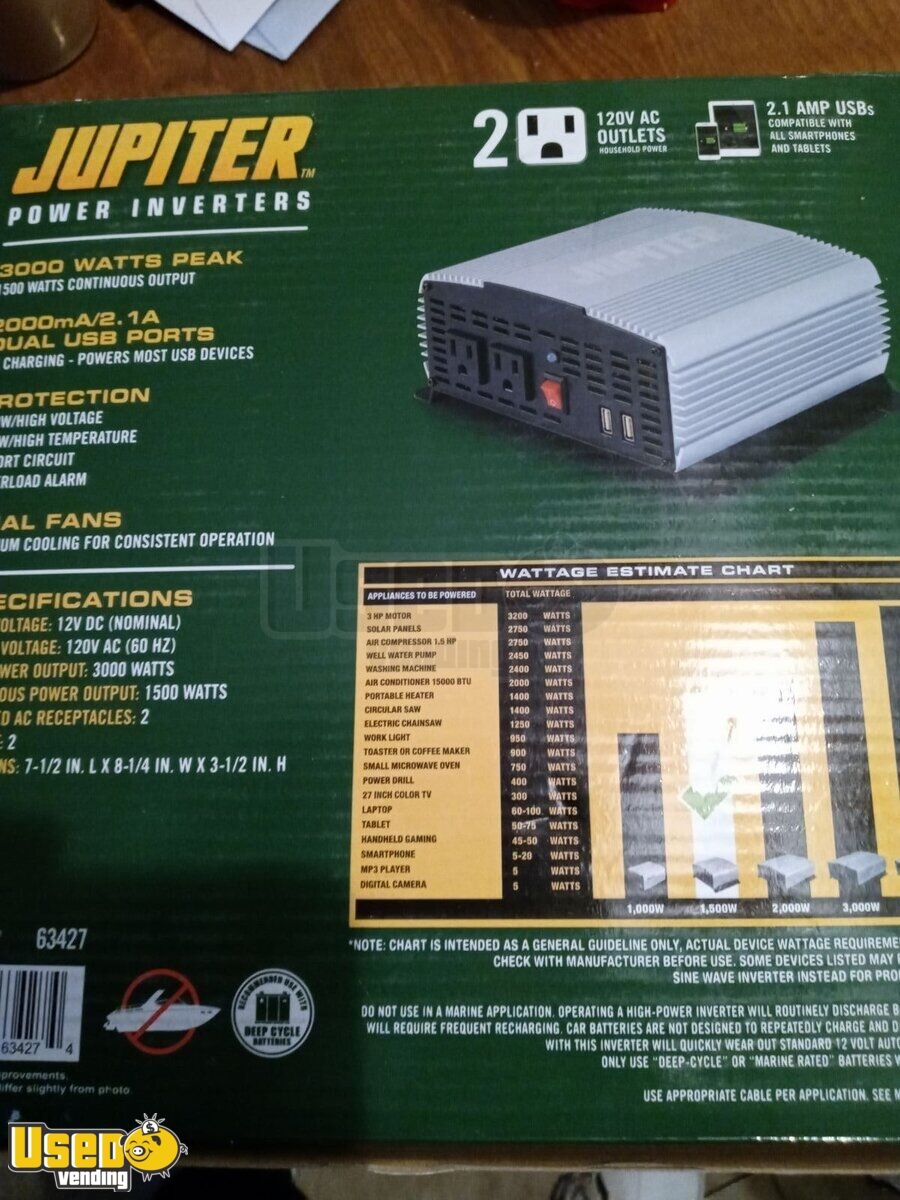 JUPITER TM
POWER INVERTERS
3000 WATTS PEAK
1500 WATTS CONTINUOUS OUTPUT
2000mA/2.1A
DUAL USB PORTS
CHARGING - POWERS MOST USB DEVICES
ROTECTION
W/HIGH VOLTAGE
W/HIGH TEMPERATURE
ORT CIRCUIT
ERLOAD ALARM
AL FANS
UM COOLING FOR CONSISTENT OPERATION
ECIFICATIONS
VOLTAGE: 12V DC (NOMINAL)
VOLTAGE: 120V AC (60 HZ)
WER OUTPUT: 3000 WATTS
OUS POWER OUTPUT: 1500 WATTS
D AC RECEPTACLES: 2
: 2
NS: 7-1/2 IN. L X 8-1/4 IN. W X 3-1/2 IN. H
63427
63427 4
provements.
differ slightly from photo
RECOMMENDED USE WITH
DEEP CYCLE
BATTERIES
2
120V AC
OUTLETS
HOUSEHOLD POWER
2.1 AMP USBs
COMPATIBLE WITH
ALL SMARTPHONES
AND TABLETS
JUPITER
WATTAGE ESTIMATE CHART
APPLIANCES TO BE POWERED TOTAL WATTAGE
3 HP MOTOR 3200 WATTS
SOLAR PANELS 2750 WATTS
AIR COMPRESSOR 1.5 HP 2750 WATTS
WELL WATER PUMP 2450 WATTS
WASHING MACHINE 2400 WATTS
AIR CONDITIONER 15000 BTU 2000 WATTS
PORTABLE HEATER 1400 WATTS
CIRCULAR SAW 1400 WATTS
ELECTRIC CHAINSAW 1250 WATTS
WORK LIGHT 950 WATTS
TOASTER OR COFFEE MAKER 900 WATTS
SMALL MICROWAVE OVEN 750 WATTS
POWER DRILL 400 WATTS
27 INCH COLOR TV 300 WATTS
LAPTOP 60-100 WATTS
TABLET 50-75 WATTS
HANDHELD GAMING 45-50 WATTS
SMARTPHONE 5-20 WATTS
MP3 PLAYER 5 WATTS
DIGITAL CAMERA 5 WATTS
1,000W 1,500W 2,000W 3,000W
*NOTE: CHART IS INTENDED AS A GENERAL GUIDELINE ONLY, ACTUAL DEVICE WATTAGE REQUIREME
CHECK WITH MANUFACTURER BEFORE USE. SOME DEVICES LISTED MAY
SINE WAVE INVERTER INSTEAD FOR PRO
DO NOT USE IN A MARINE APPLICATION. OPERATING A HIGH-POWER INVERTER WILL ROUTINELY DISCHARGE B
WILL REQUIRE FREQUENT RECHARGING. CAR BATTERIES ARE NOT DESIGNED TO REPEATEDLY CHARGE AND D
WITH THIS INVERTER WILL QUICKLY WEAR OUT STANDARD 12 VOLT AUTO
ONLY USE "DEEP-CYCLE" OR "MARINE RATED" BATTERIES W
USE APPROPRIATE CABLE PER APPLICATION. SEE M
Used
vending
Used
vending